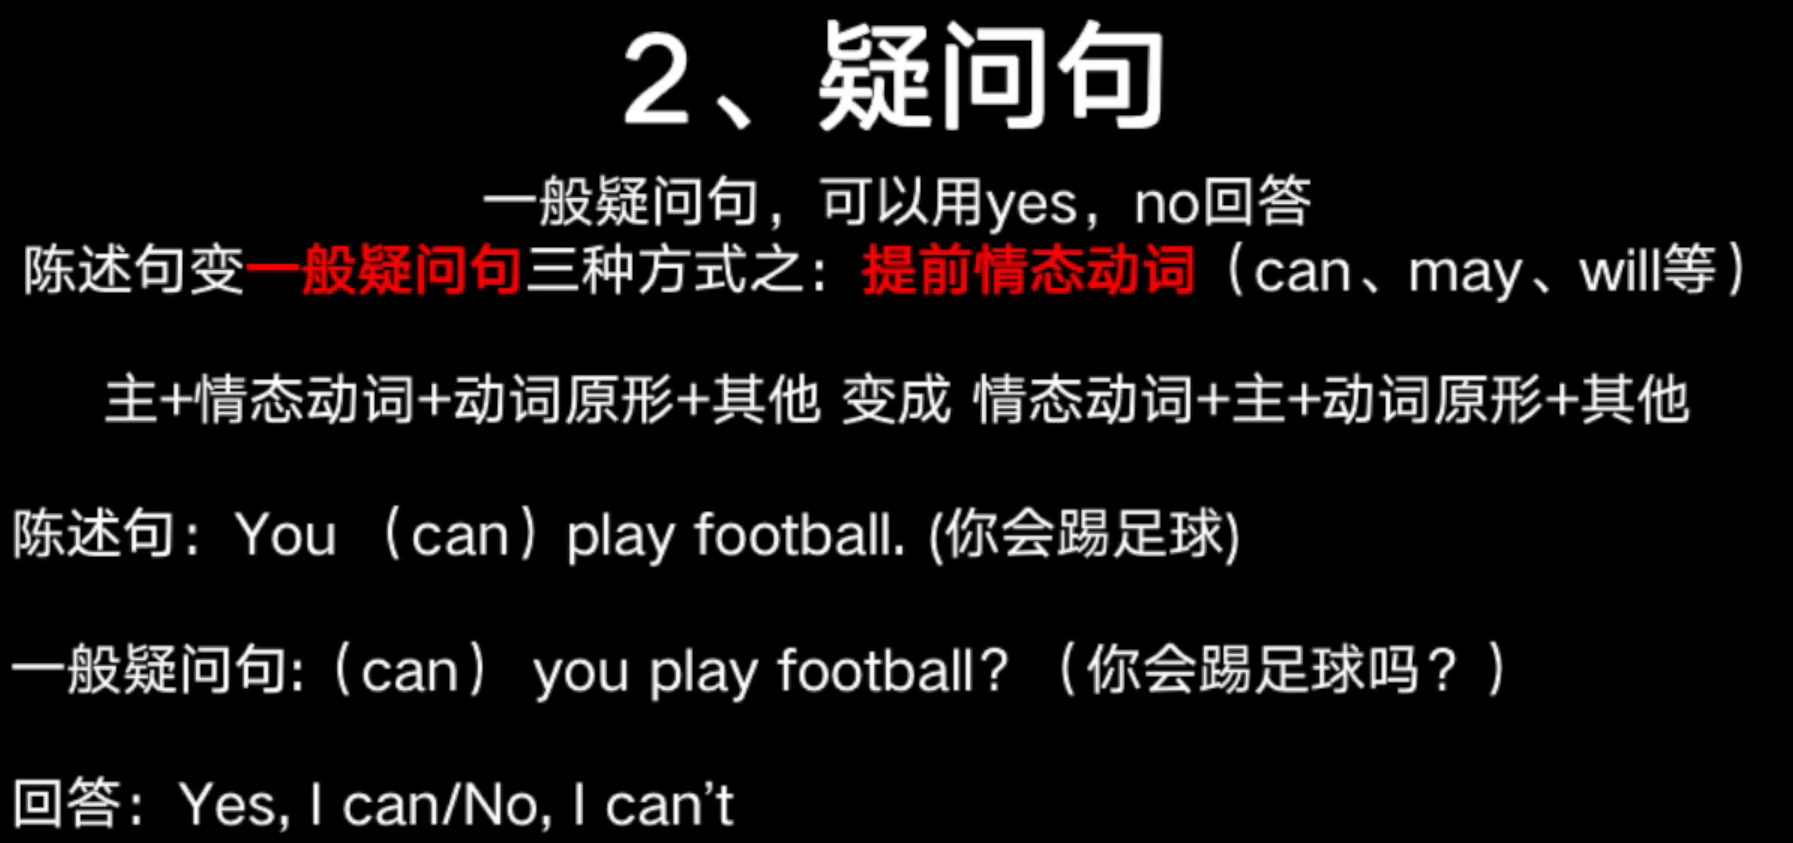 2、疑问句
一般疑问句，可以用yes，no回答
陈述句变一般疑问句三种方式之：提前情态动词（can、may、will等）
主+情态动词+动词原形+其他 变成 情态动词+主+动词原形+其他
陈述句：You （can）play football. (你会踢足球)
一般疑问句:（can） you play football？（你会踢足球吗？）
回答：Yes, I can/No, I can’t